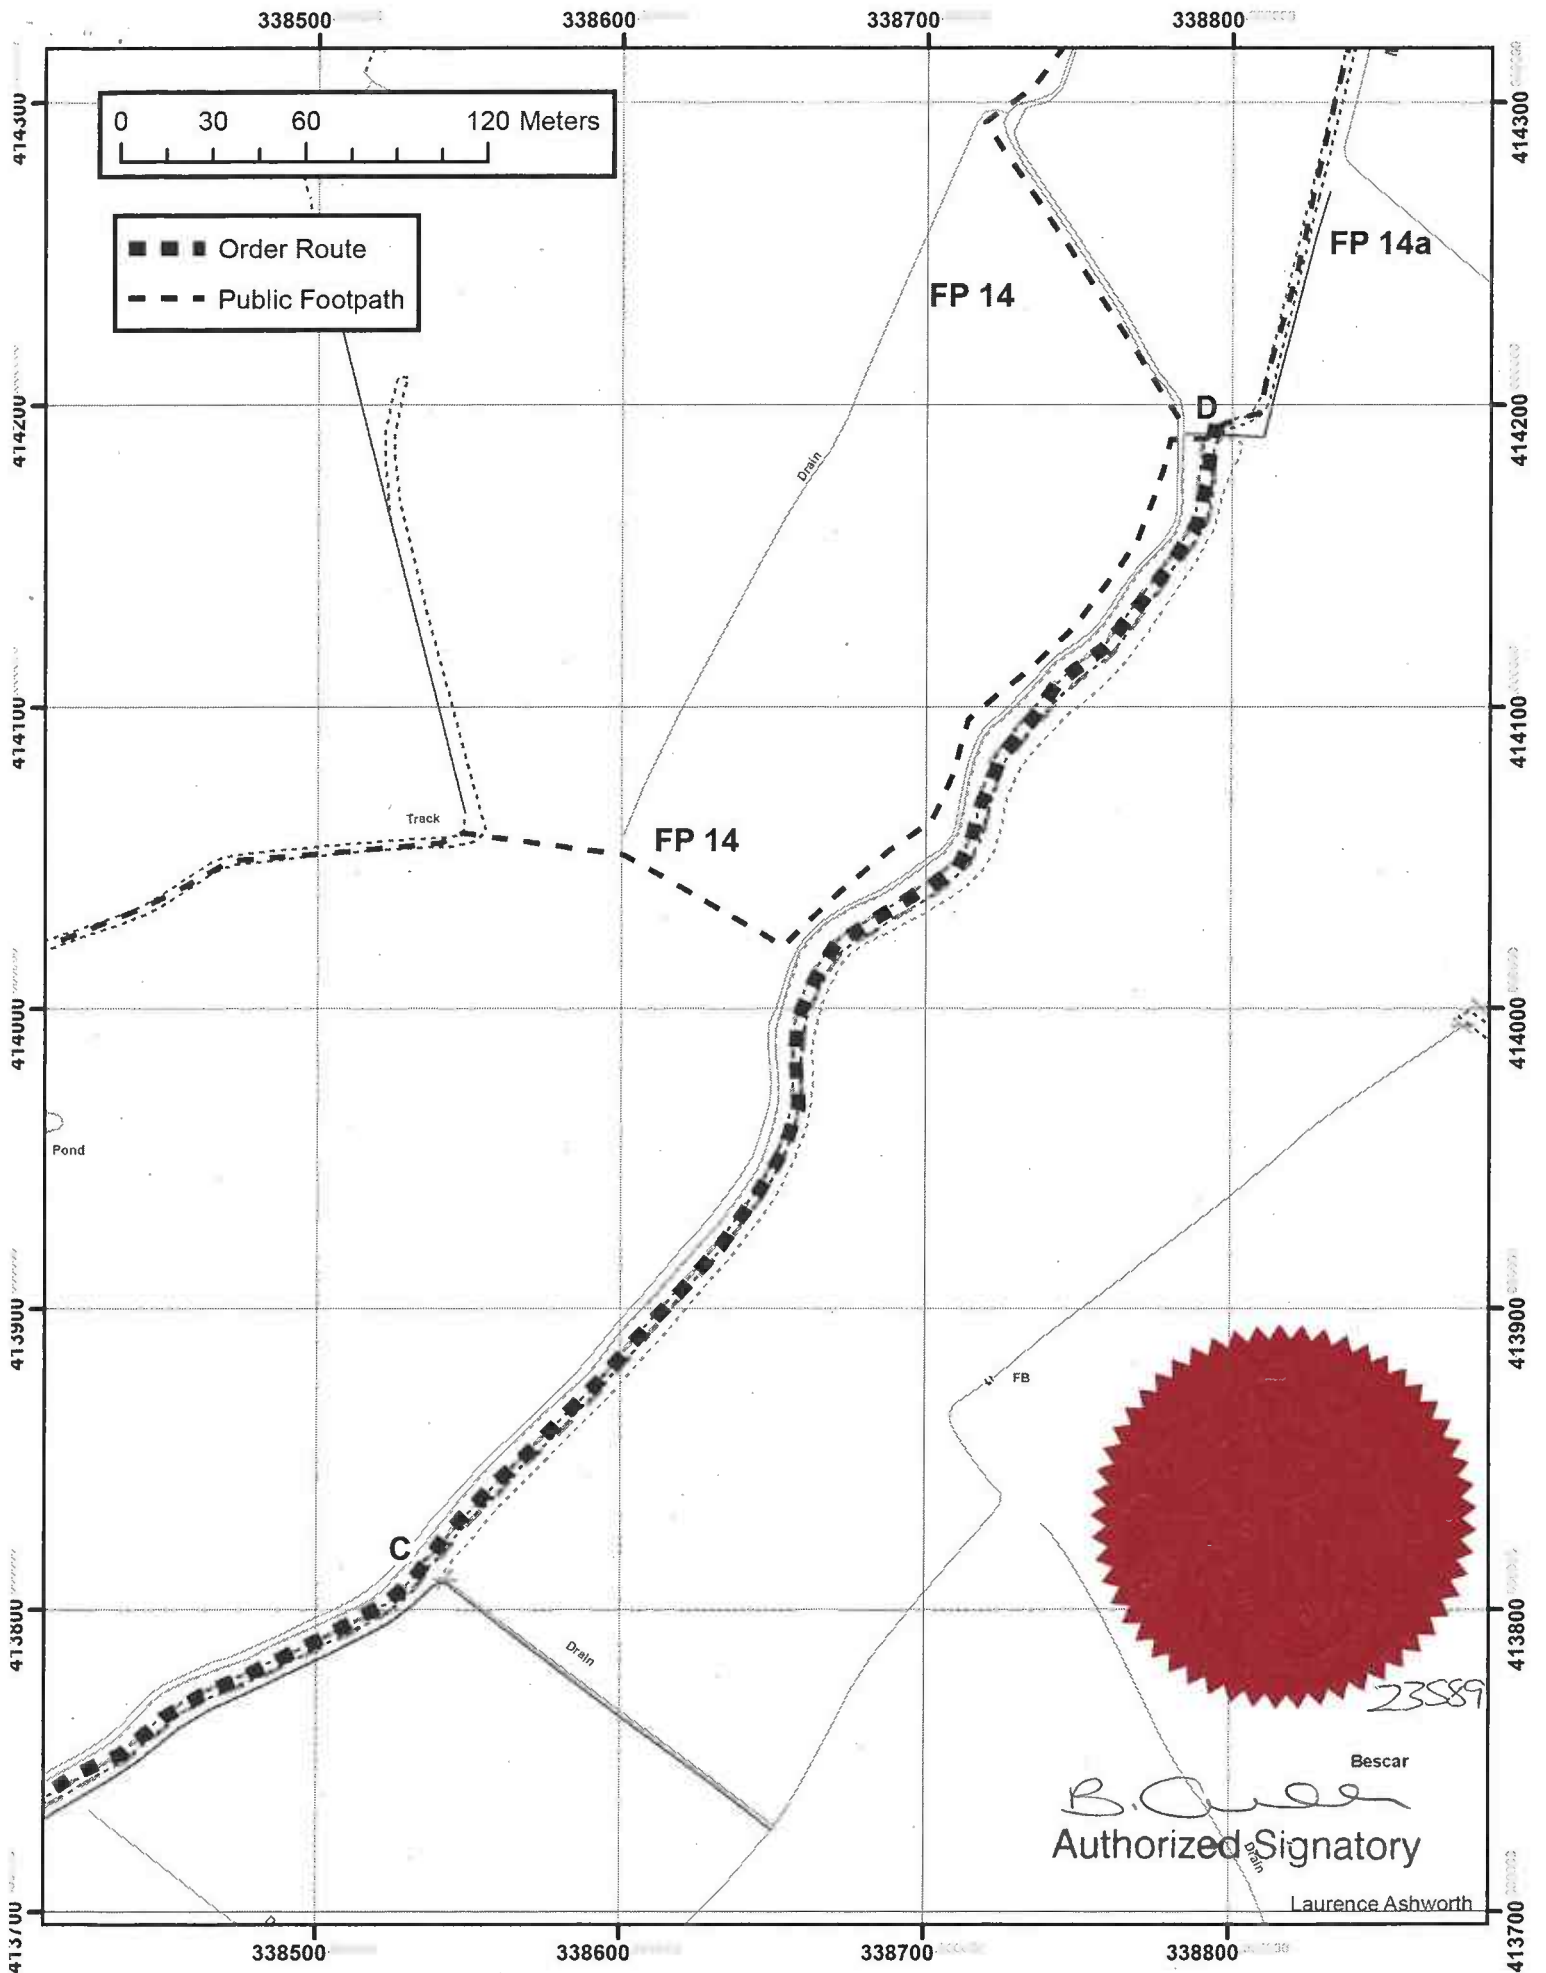 338500 338600 338700 338800
414300 414300
0 30 60 120 Meters
Order Route
Public Footpath
FP 14a
FP 14
D
414200 414200
Drain
414100 414100
Track
FP 14
414000 414000
Pond
413900 413900
FB
C
413800 413800
Drain
23589
Bescar
Authorized Signatory
Drain
Laurence Ashworth
413700 413700
338500 338600 338700 338800